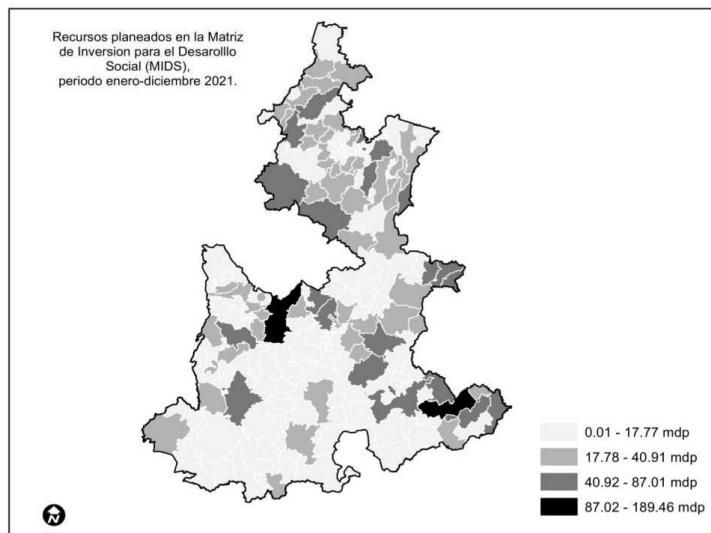 Recursos planeados en la Matriz
de Inversion para el Desarolllo
Social (MIDS),
periodo enero-diciembre 2021.
0.01 - 17.77 mdp
17.78 - 40.91 mdp
40.92 - 87.01 mdp
87.02 - 189.46 mdp
N